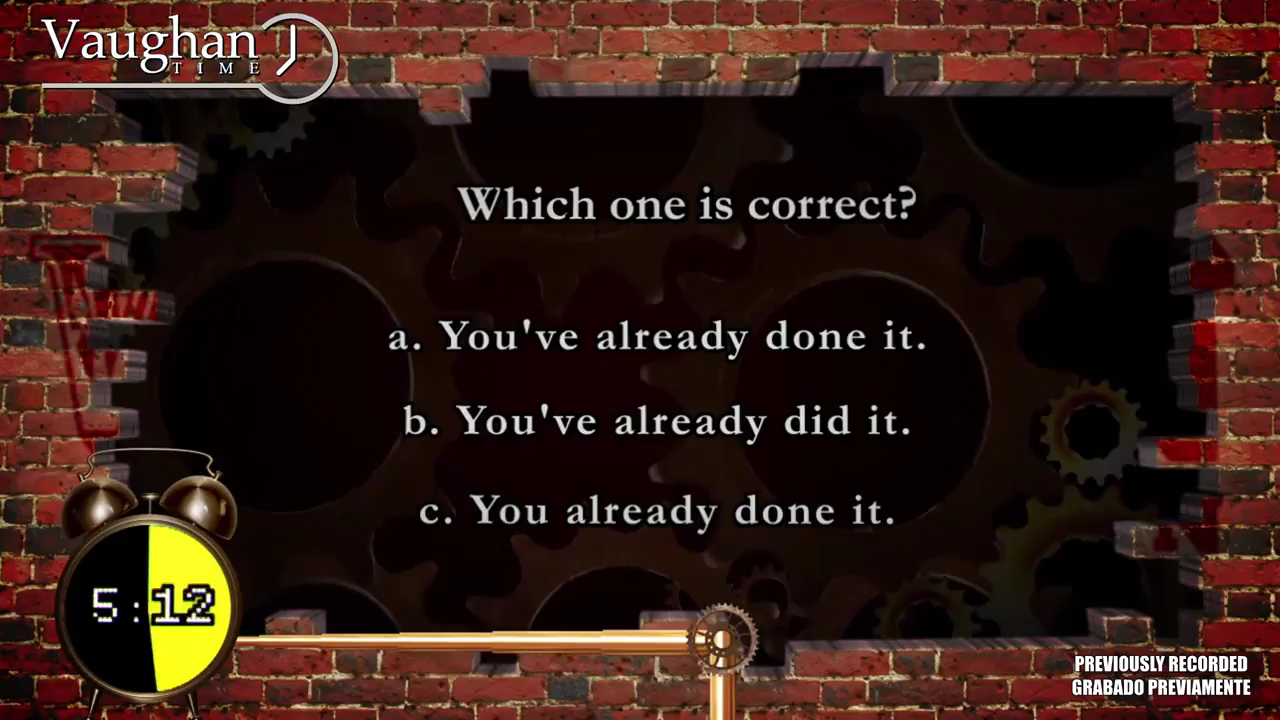 Vaughan
TIME
Which one is correct?
a. You've already done it.
b. You've already did it.
c. You already done it.
5:12
PREVIOUSLY RECORDED
GRABADO PREVIAMENTE